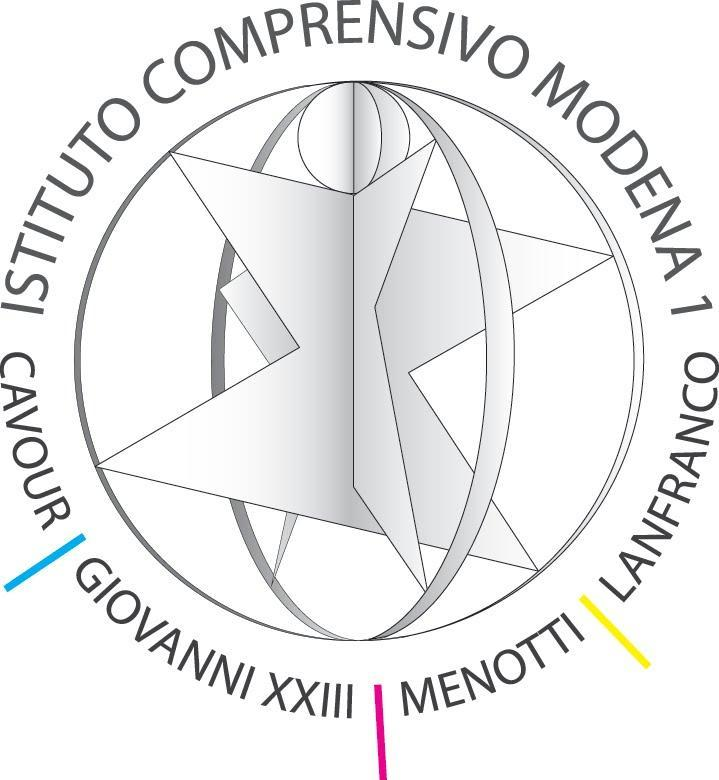 ISTITUTO COMPRENSIVO MODENA 1
CAVOUR
GIOVANNI XXIII
MENOTTI
LANFRANCO